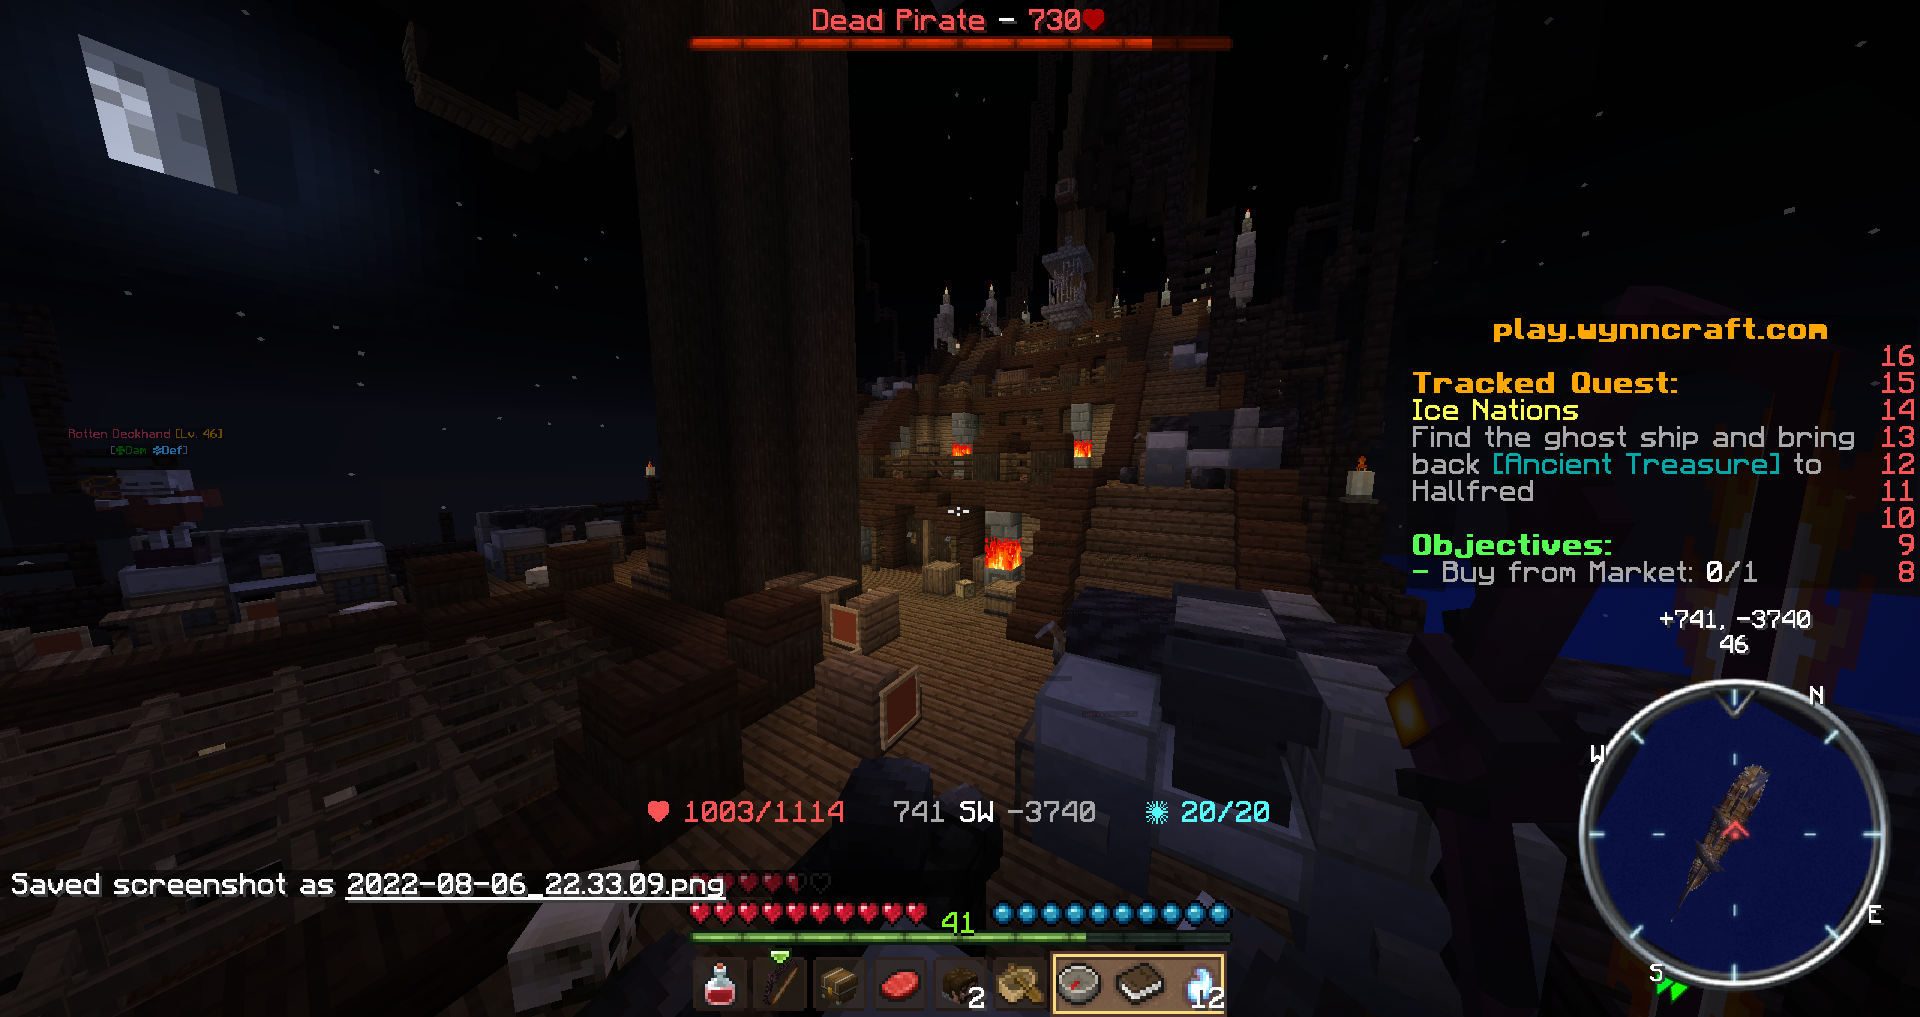 Dead Pirate - 730
play.wynncraft.com
16
Tracked Quest: 15
Ice Nations 14
Find the ghost ship and bring 13
back [Ancient Treasure] to 12
Hallfred 11
10
Objectives: 9
- Buy from Market: 0/1 8
Rotten Deckhand [Lv. 46]
[Dam Def]
+741, -3740
46
N
W
E
S
1003/1114 741 SW -3740 20/20
Saved screenshot as 2022-08-06_22.33.09.png
41
2
12